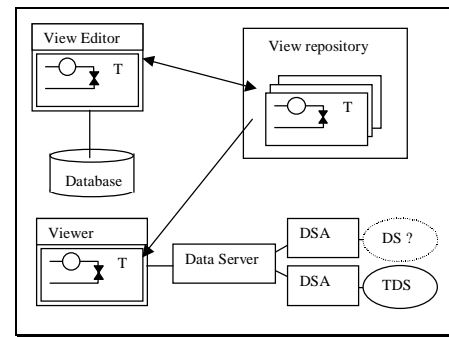 View Editor
T
View repository
T
Database
Viewer
T
Data Server
DSA
DS ?
DSA
TDS